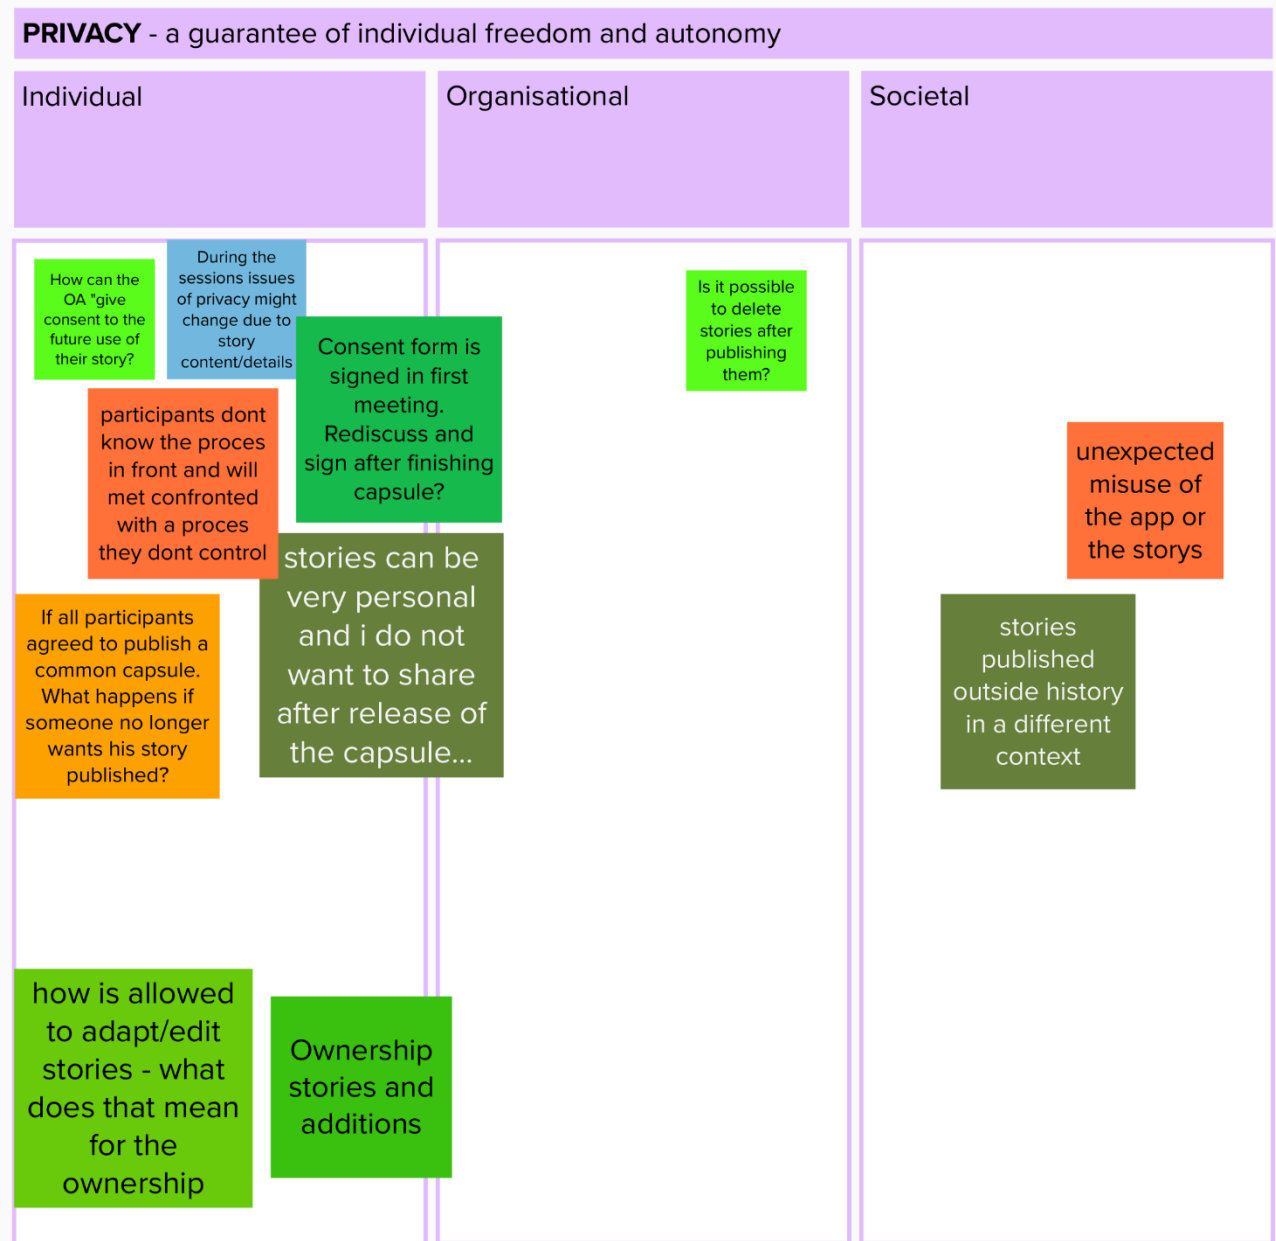 PRIVACY - a guarantee of individual freedom and autonomy
Individual
Organisational
Societal
How can the
OA "give
consent to the
future use of
their story?
During the
sessions issues
of privacy might
change due to
story
content/details
Consent form is
signed in first
meeting.
Rediscuss and
sign after finishing
capsule?
participants dont
know the proces
in front and will
met confronted
with a proces
they dont control
stories can be
very personal
and i do not
want to share
after release of
the capsule...
If all participants
agreed to publish a
common capsule.
What happens if
someone no longer
wants his story
published?
how is allowed
to adapt/edit
stories - what
does that mean
for the
ownership
Ownership
stories and
additions
Is it possible
to delete
stories after
publishing
them?
unexpected
misuse of
the app or
the storys
stories
published
outside history
in a different
context